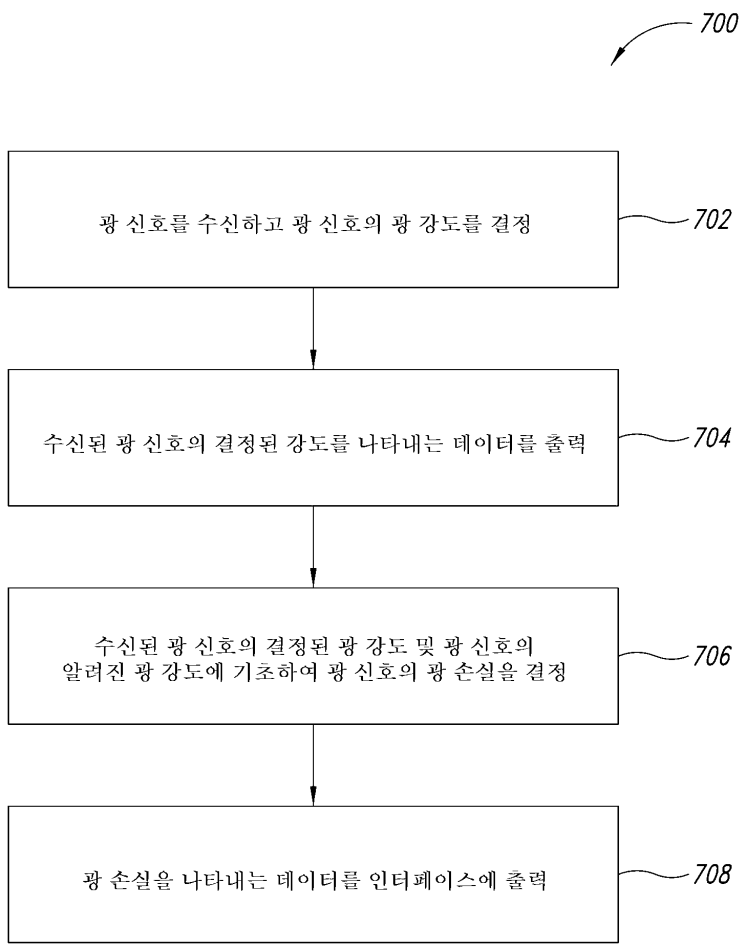 700
광 신호를 수신하고 광 신호의 광 강도를 결정
702
수신된 광 신호의 결정된 강도를 나타내는 데이터를 출력
704
수신된 광 신호의 결정된 광 강도 및 광 신호의
알려진 광 강도에 기초하여 광 신호의 광 손실을 결정
706
광 손실을 나타내는 데이터를 인터페이스에 출력
708